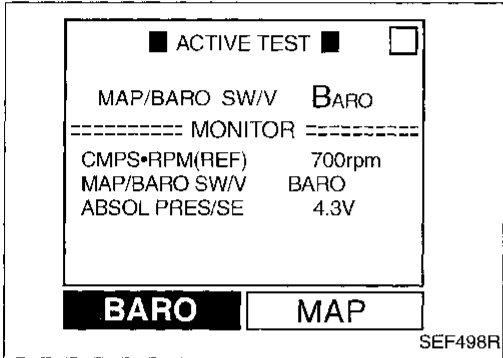 ■ ACTIVE TEST ■ □
MAP/BARO SW/V BARO
========= MONITOR =========
CMPS•RPM(REF) 700rpm
MAP/BARO SW/V BARO
ABSOL PRES/SE 4.3V
BARO MAP
SEF498R